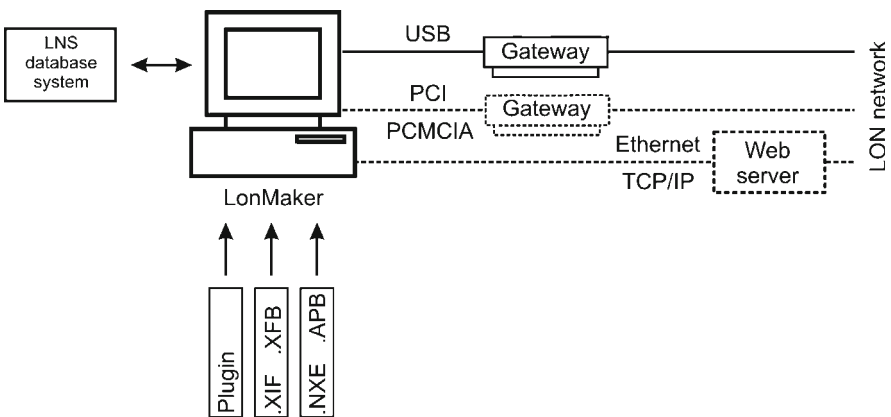 LNS
database
system
USB
Gateway
PCI
Gateway
PCMCIA
Ethernet
TCP/IP
Web
server
LON network
LonMaker
Plugin
.XIF .XFB
.NXE .APB